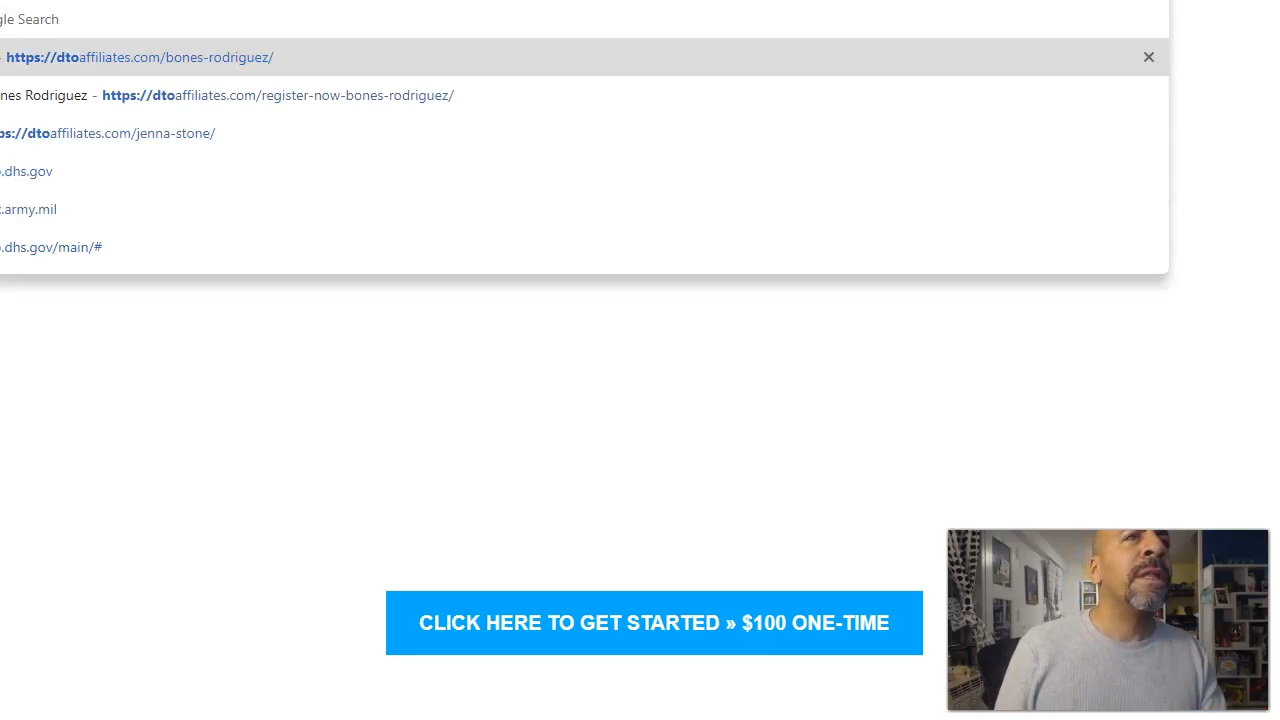 gle Search
- https://dtoaffiliates.com/bones-rodriguez/
nes Rodriguez - https://dtoaffiliates.com/register-now-bones-rodriguez/
ps://dtoaffiliates.com/jenna-stone/
.dhs.gov
.army.mil
.dhs.gov/main/#
CLICK HERE TO GET STARTED » $100 ONE-TIME